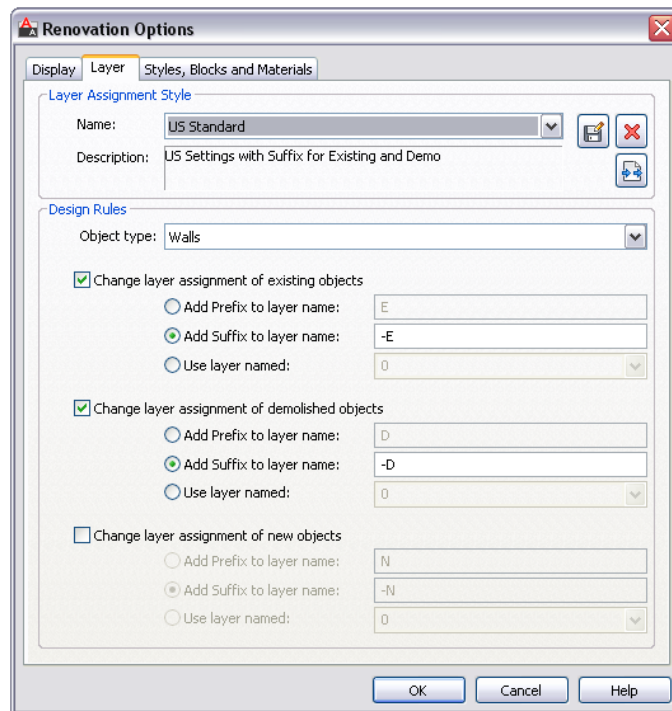 Renovation Options
Display Layer Styles, Blocks and Materials
Layer Assignment Style
Name: US Standard
Description: US Settings with Suffix for Existing and Demo
Design Rules
Object type: Walls
Change layer assignment of existing objects
Add Prefix to layer name: E
Add Suffix to layer name: -E
Use layer named: 0
Change layer assignment of demolished objects
Add Prefix to layer name: D
Add Suffix to layer name: -D
Use layer named: 0
Change layer assignment of new objects
Add Prefix to layer name: N
Add Suffix to layer name: -N
Use layer named: 0
OK Cancel Help